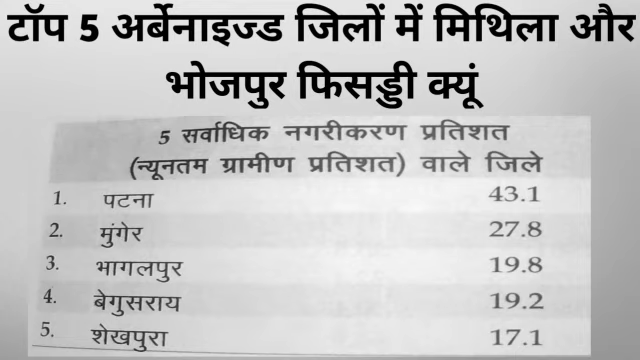 टॉप 5 अर्बेनाइज्ड जिलों में मिथिला और
भोजपुर फिसड्डी क्यूं
5 सर्वाधिक नगरीकरण प्रतिशत
(न्यूनतम ग्रामीण प्रतिशत) वाले जिले
1. पटना 43.1
2. मुंगेर 27.8
3. भागलपुर 19.8
4. बेगुसराय 19.2
5. शेखपुरा 17.1